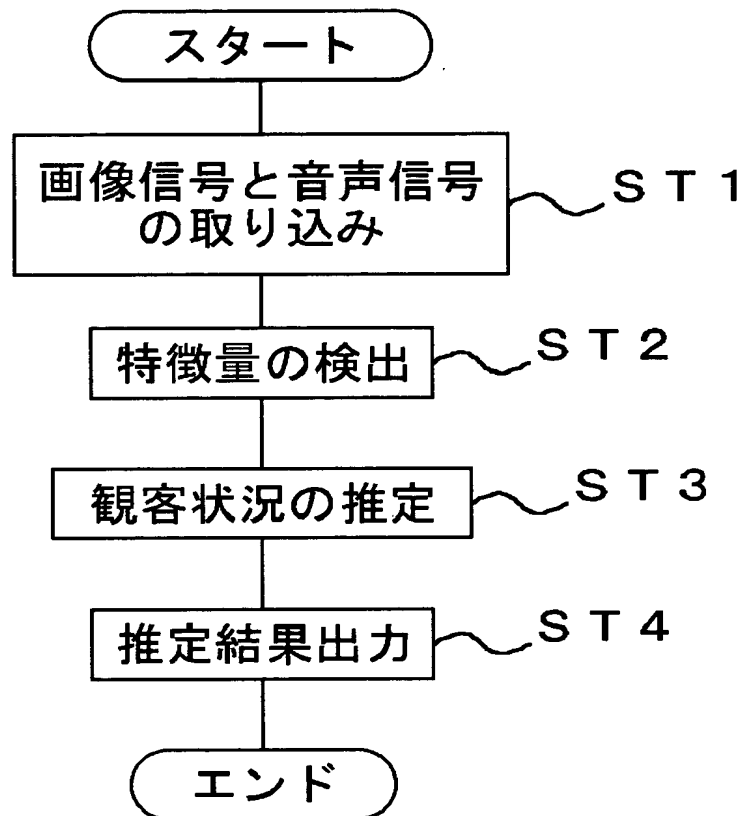 スタート
画像信号と音声信号
の取り込み
ST1
特徴量の検出
ST2
観客状況の推定
ST3
推定結果出力
ST4
エンド